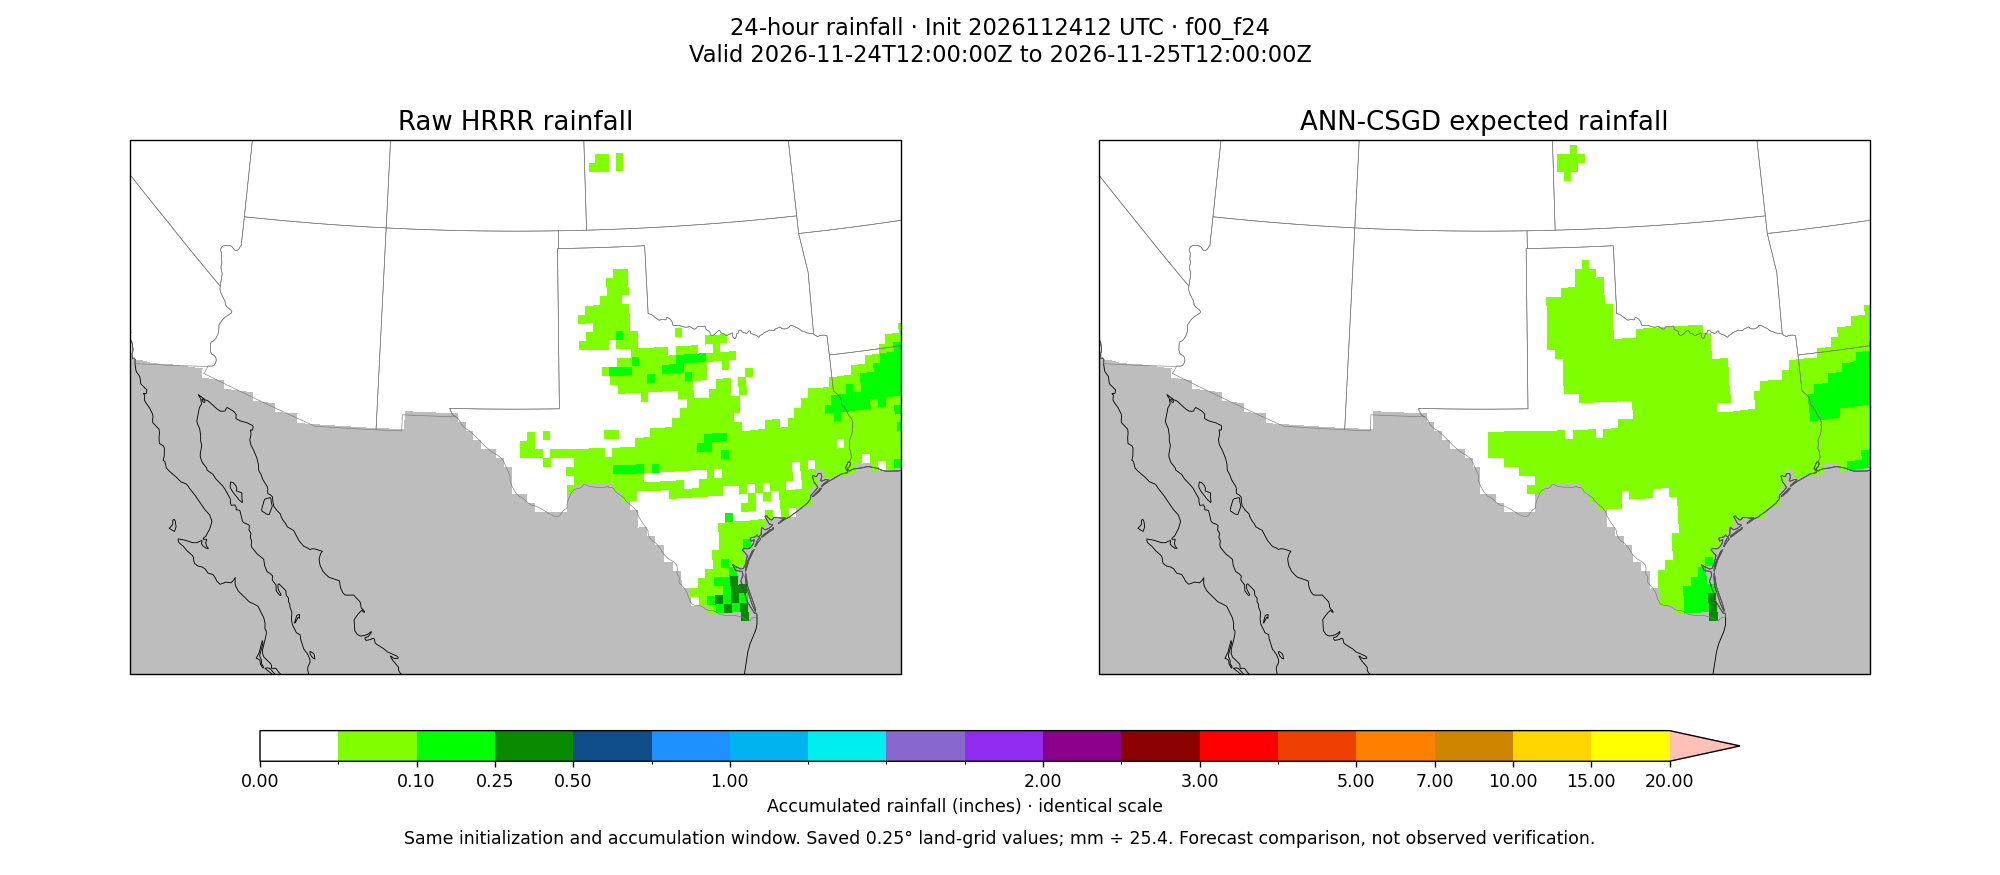 24-hour rainfall · Init 2026112412 UTC · f00_f24
Valid 2026-11-24T12:00:00Z to 2026-11-25T12:00:00Z
Raw HRRR rainfall
ANN-CSGD expected rainfall
0.00 0.10 0.25 0.50 1.00 2.00 3.00 5.00 7.00 10.00 15.00 20.00
Accumulated rainfall (inches) · identical scale
Same initialization and accumulation window. Saved 0.25° land-grid values; mm ÷ 25.4. Forecast comparison, not observed verification.